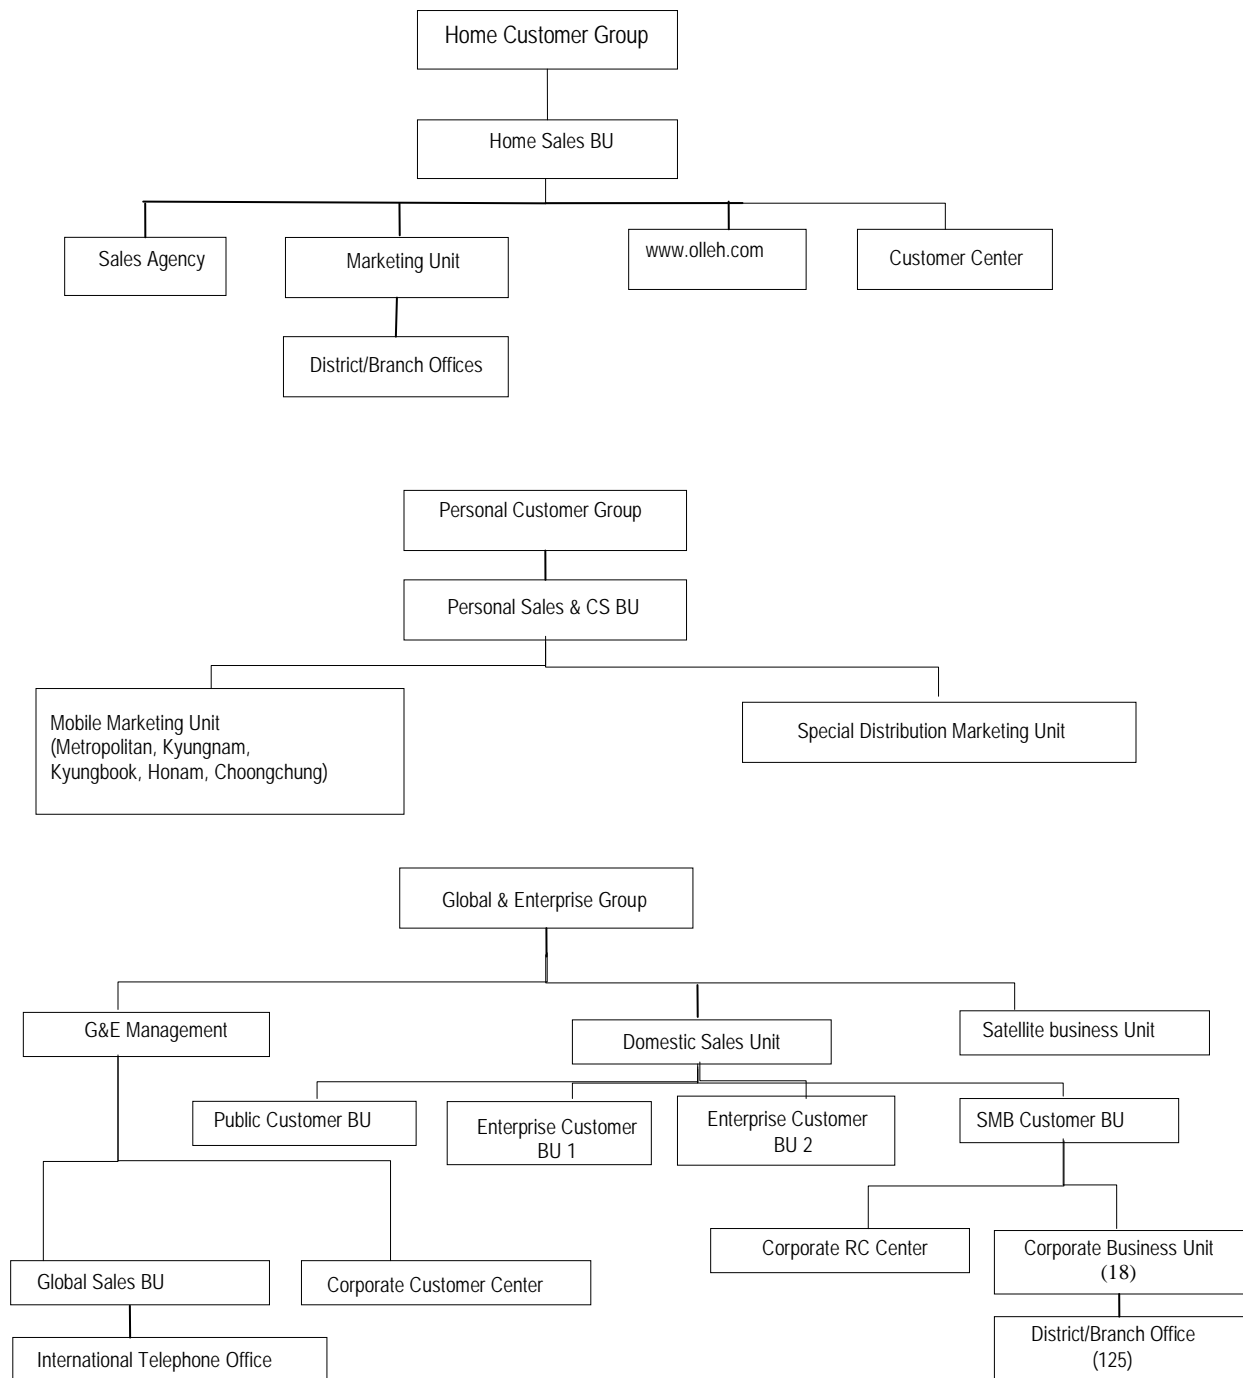 Home Customer Group
Home Sales BU
Sales Agency
Marketing Unit
www.olleh.com
Customer Center
District/Branch Offices
Personal Customer Group
Personal Sales & CS BU
Mobile Marketing Unit
(Metropolitan, Kyungnam,
Kyungbook, Honam, Choongchung)
Special Distribution Marketing Unit
Global & Enterprise Group
G&E Management
Domestic Sales Unit
Satellite business Unit
Public Customer BU
Enterprise Customer
BU 1
Enterprise Customer
BU 2
SMB Customer BU
Corporate RC Center
Corporate Business Unit
(18)
Global Sales BU
Corporate Customer Center
International Telephone Office
District/Branch Office
(125)